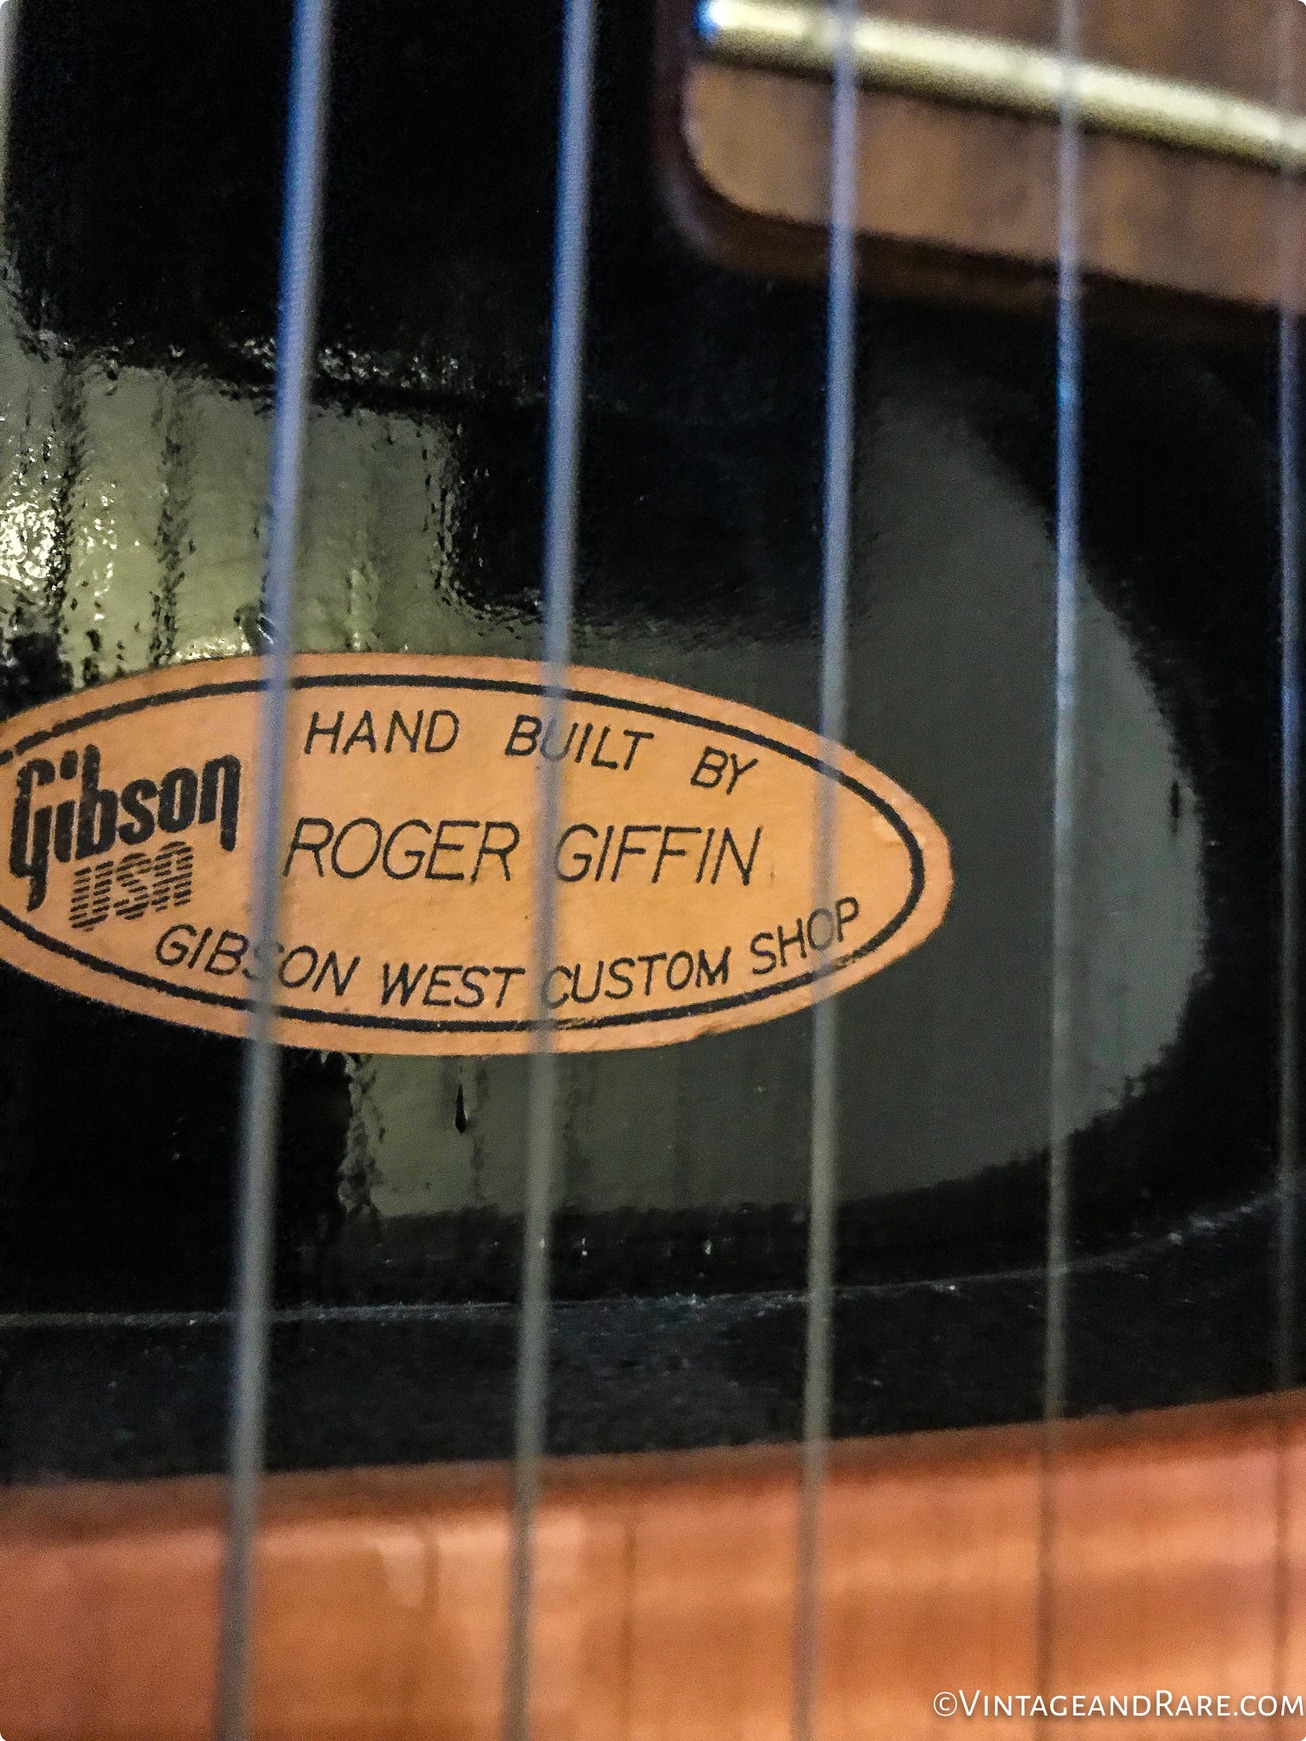 HAND BUILT BY
Gibson
USA
ROGER GIFFIN
GIBSON WEST CUSTOM SHOP
©VINTAGEANDRARE.COM